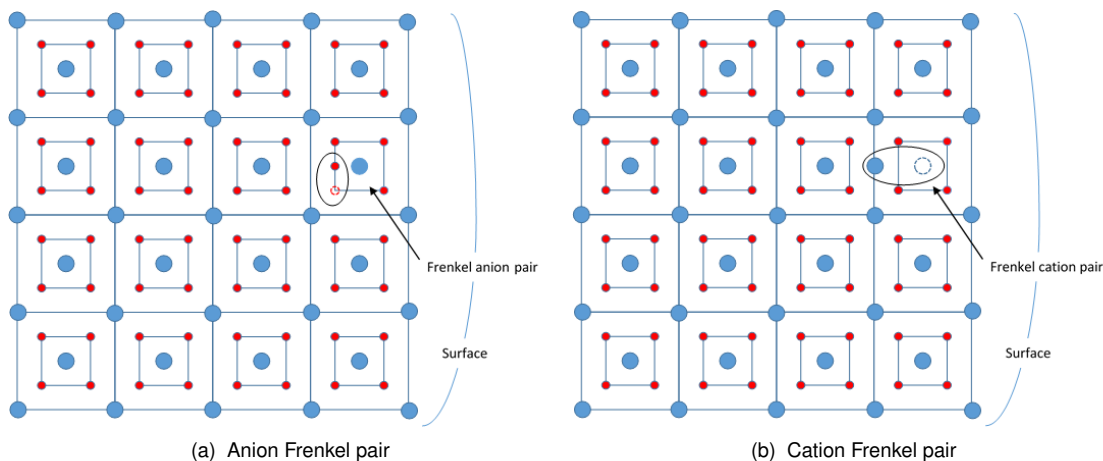 Frenkel anion pair
Surface
(a) Anion Frenkel pair
Frenkel cation pair
Surface
(b) Cation Frenkel pair